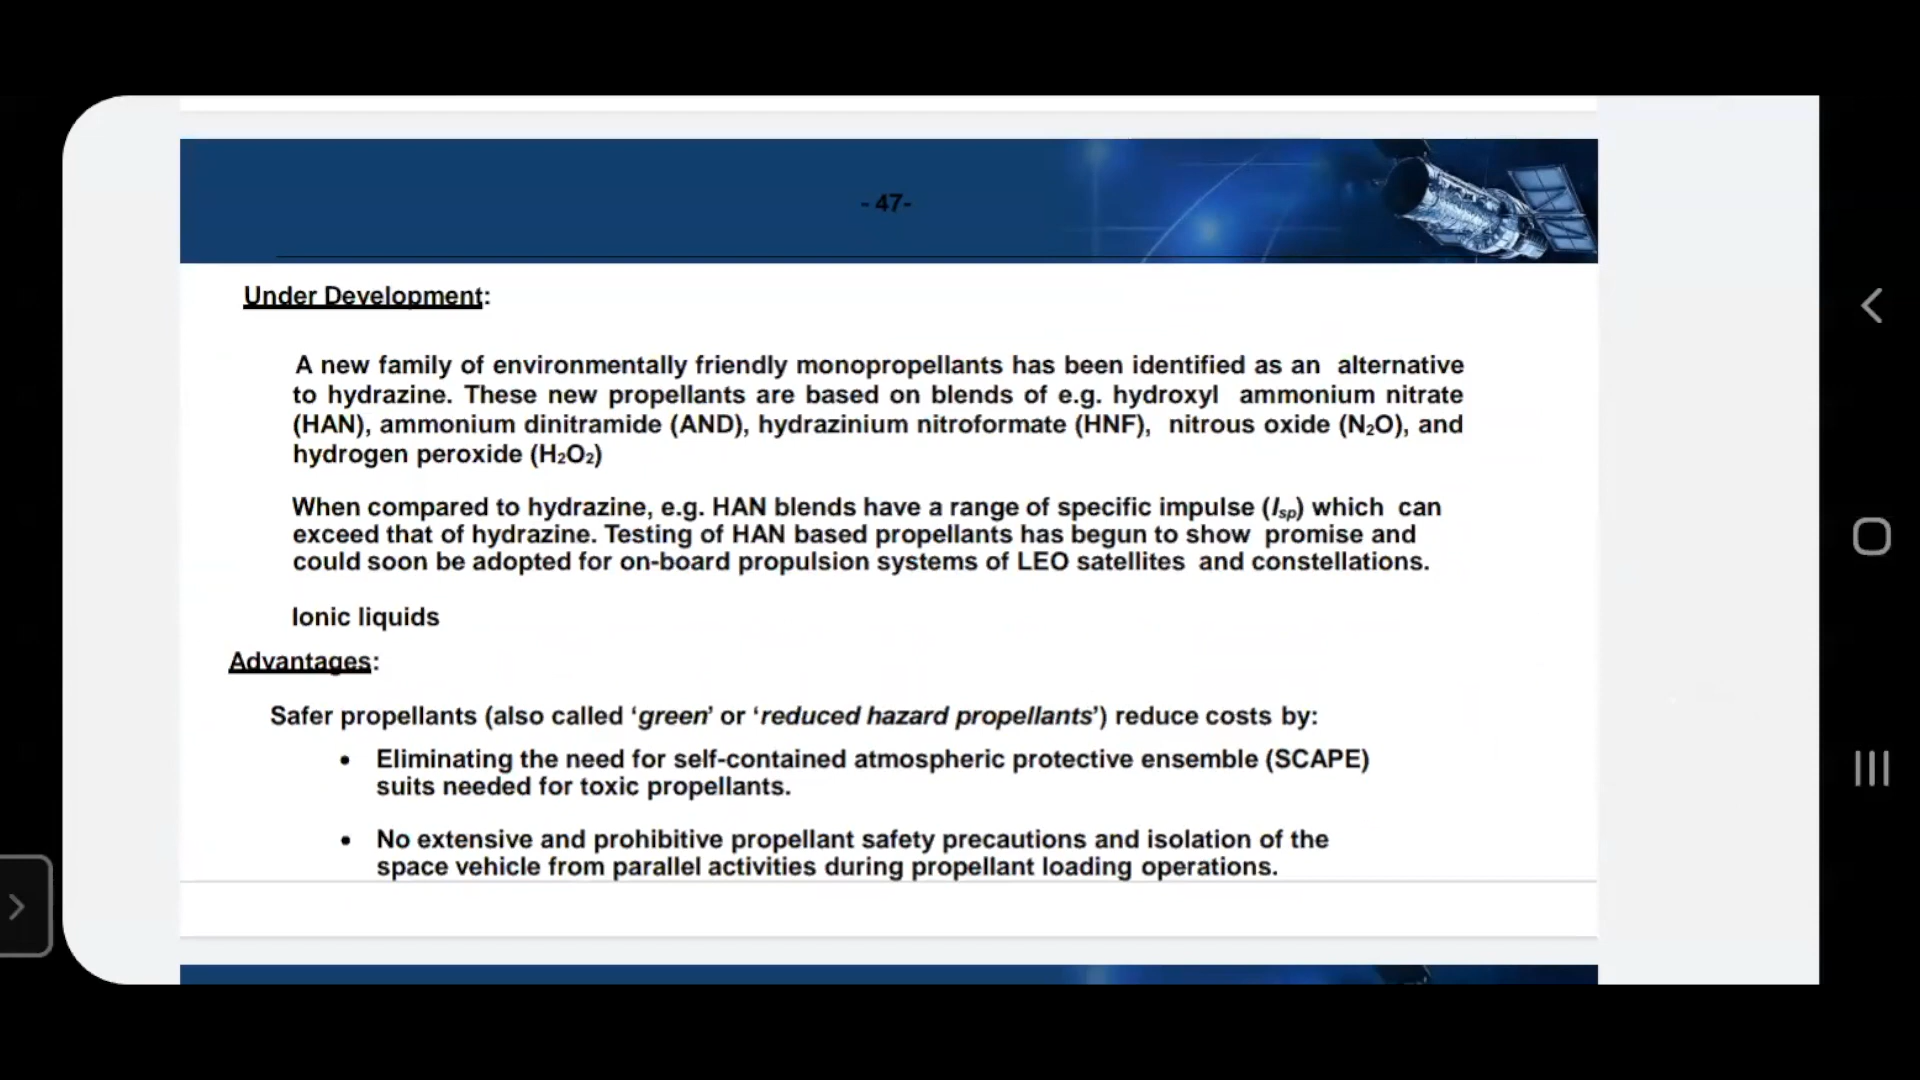 - 47-
Under Development:
A new family of environmentally friendly monopropellants has been identified as an alternative
to hydrazine. These new propellants are based on blends of e.g. hydroxyl ammonium nitrate
(HAN), ammonium dinitramide (AND), hydrazinium nitroformate (HNF), nitrous oxide (N₂O), and
hydrogen peroxide (H₂O₂)
When compared to hydrazine, e.g. HAN blends have a range of specific impulse (Isp) which can
exceed that of hydrazine. Testing of HAN based propellants has begun to show promise and
could soon be adopted for on-board propulsion systems of LEO satellites and constellations.
Ionic liquids
Advantages:
Safer propellants (also called ‘green’ or ‘reduced hazard propellants’) reduce costs by:
• Eliminating the need for self-contained atmospheric protective ensemble (SCAPE)
suits needed for toxic propellants.
• No extensive and prohibitive propellant safety precautions and isolation of the
space vehicle from parallel activities during propellant loading operations.